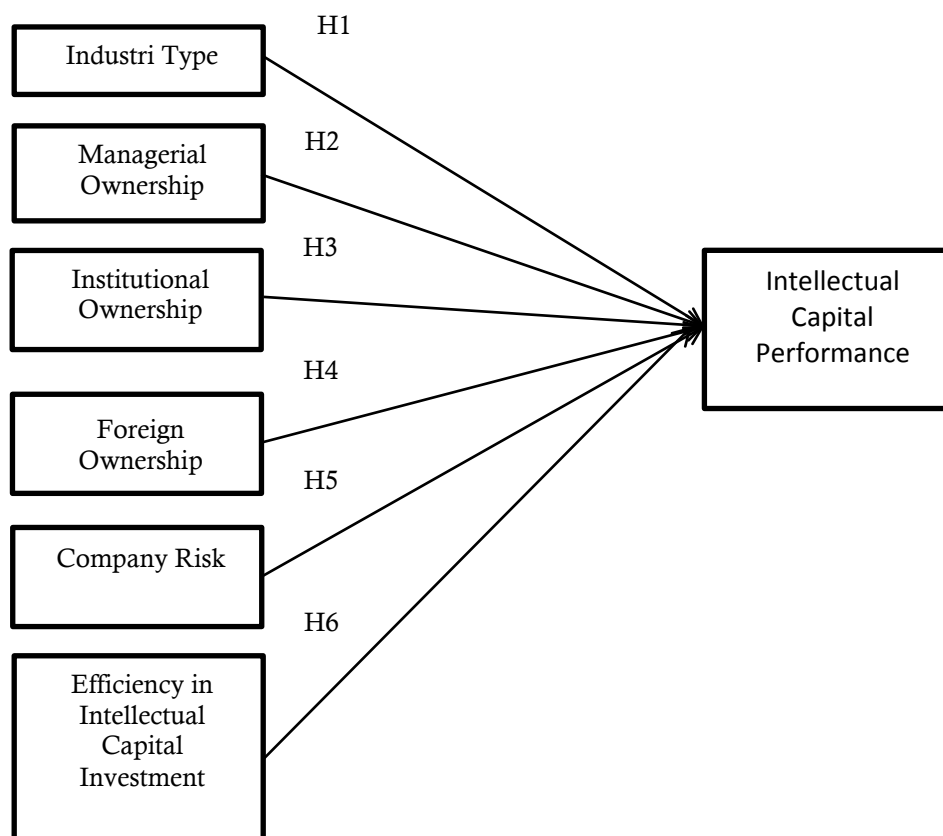 H1
Industri Type
H2
Managerial
Ownership
H3
Institutional
Ownership
Intellectual
Capital
Performance
H4
Foreign
Ownership
H5
Company Risk
H6
Efficiency in
Intellectual
Capital
Investment